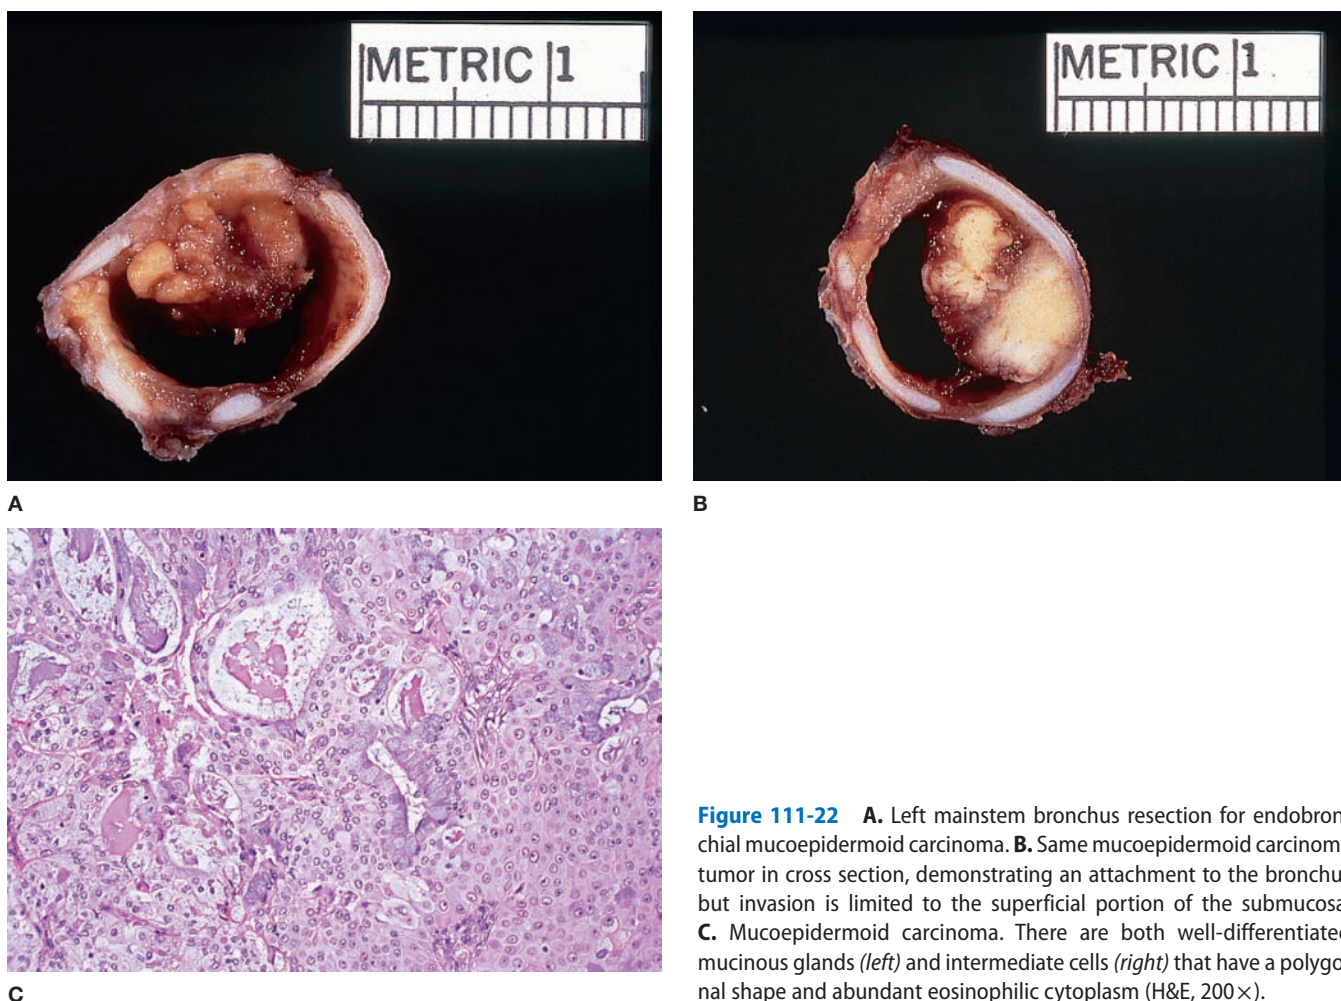 METRIC 1
METRIC 1
A
B
C
Figure 111-22 A. Left mainstem bronchus resection for endobron
chial mucoepidermoid carcinoma. B. Same mucoepidermoid carcinom
tumor in cross section, demonstrating an attachment to the bronchu
but invasion is limited to the superficial portion of the submucosa
C. Mucoepidermoid carcinoma. There are both well-differentiated
mucinous glands (left) and intermediate cells (right) that have a polygo
nal shape and abundant eosinophilic cytoplasm (H&E, 200×).